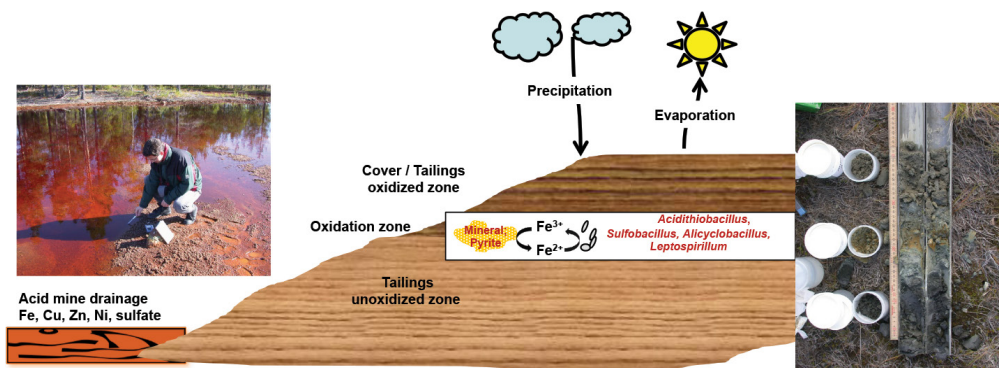 Precipitation
Evaporation
Cover / Tailings
oxidized zone
Oxidation zone
Mineral;
Pyrite
Fe3+
Fe2+
Acidithiobacillus,
Sulfobacillus, Alicyclobacillus,
Leptospirillum
Tailings
unoxidized zone
Acid mine drainage
Fe, Cu, Zn, Ni, sulfate